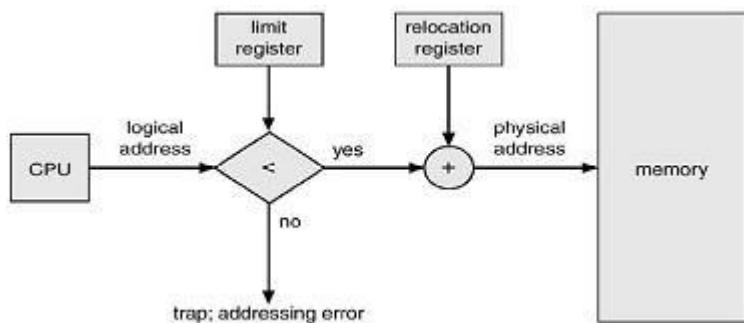 limit
register
relocation
register
logical
address
physical
address
CPU
<
yes
+
memory
no
trap; addressing error